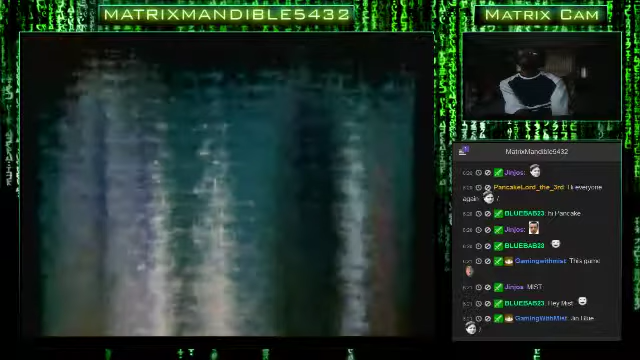 MATRIXMANDIBLE5432
Matrix Cam
MatrixMandible5432
Jinjos:
PancakeLord_the_3rd: Hi everyone
again
BLUEBAB23: hi Pancake
Jinjos:
BLUEBAB23:
Gamingwithmist: This game
Jinjos: MIST
BLUEBAB23: Hey Mist
GamingWithMist: Jin Blue